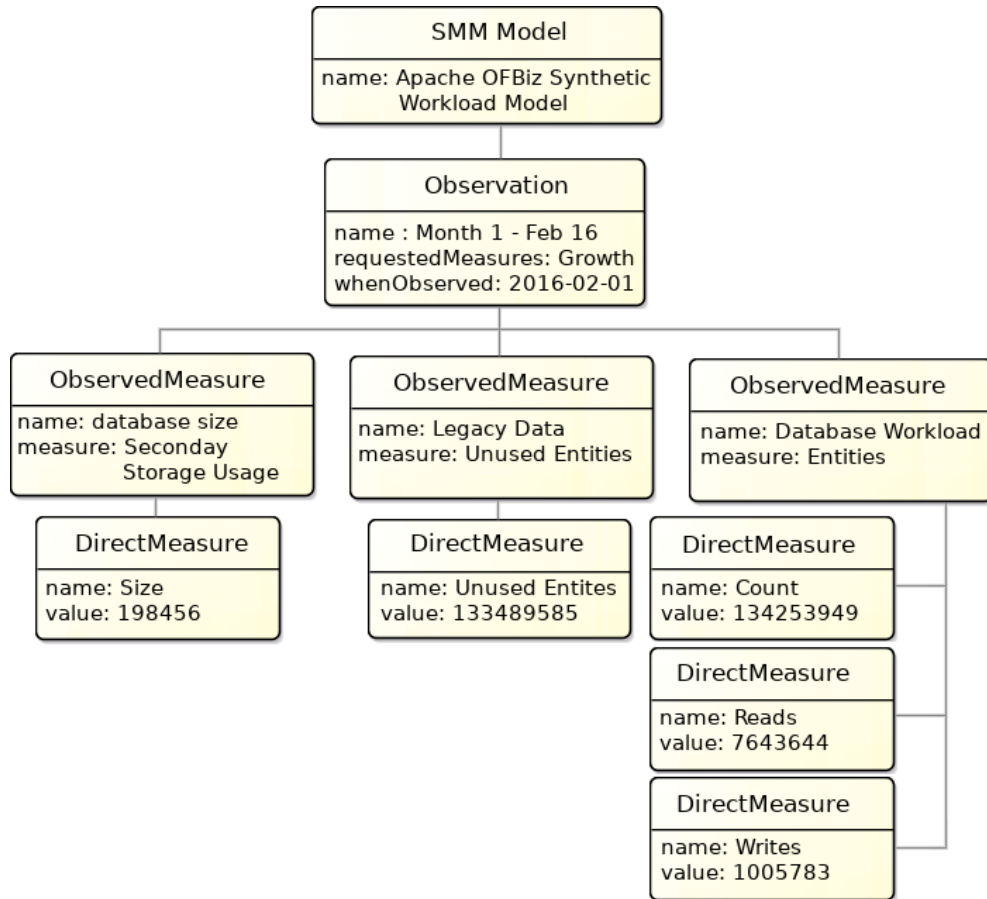 SMM Model
name: Apache OFBiz Synthetic
Workload Model
Observation
name : Month 1 - Feb 16
requestedMeasures: Growth
whenObserved: 2016-02-01
ObservedMeasure
name: database size
measure: Seconday
Storage Usage
ObservedMeasure
name: Legacy Data
measure: Unused Entities
ObservedMeasure
name: Database Workload
measure: Entities
DirectMeasure
name: Size
value: 198456
DirectMeasure
name: Unused Entites
value: 133489585
DirectMeasure
name: Count
value: 134253949
DirectMeasure
name: Reads
value: 7643644
DirectMeasure
name: Writes
value: 1005783